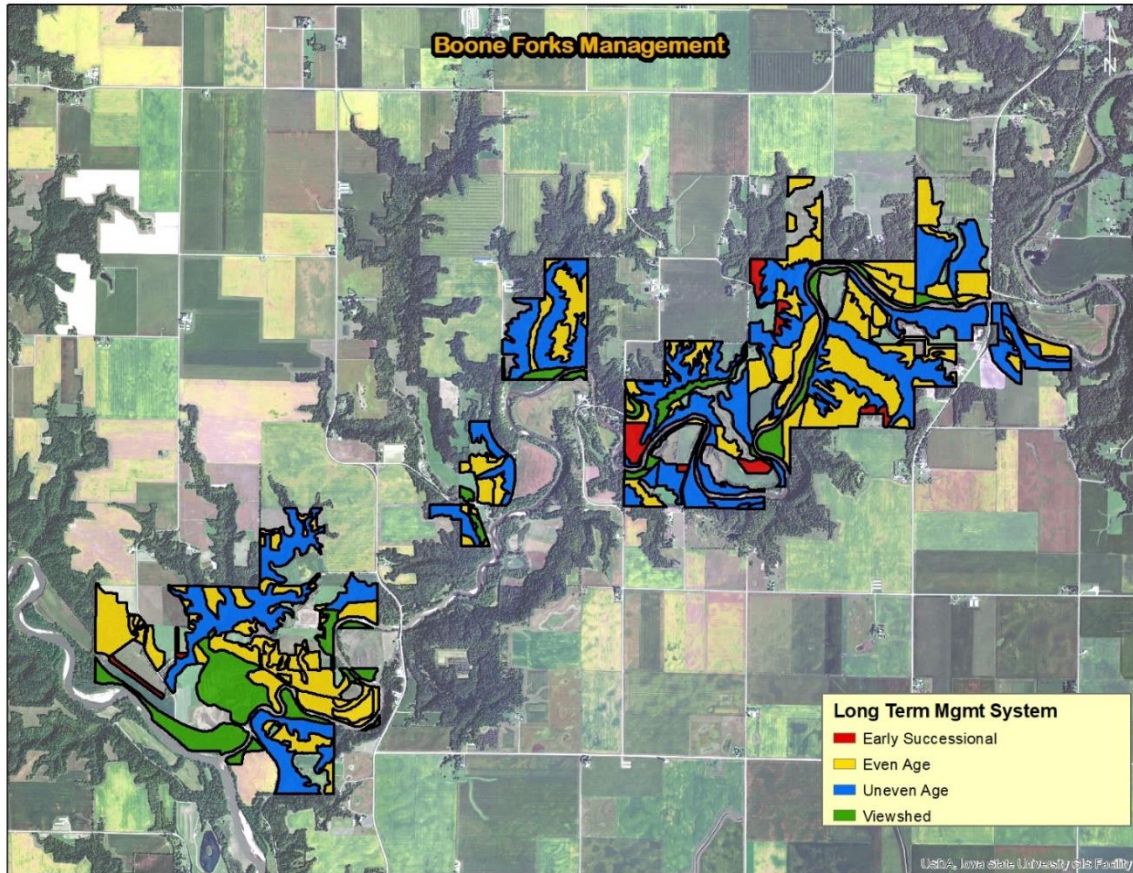 Boone Forks Management
N
Long Term Mgmt System
Early Successional
Even Age
Uneven Age
Viewshed
USDA, Iowa State University GIS Facility